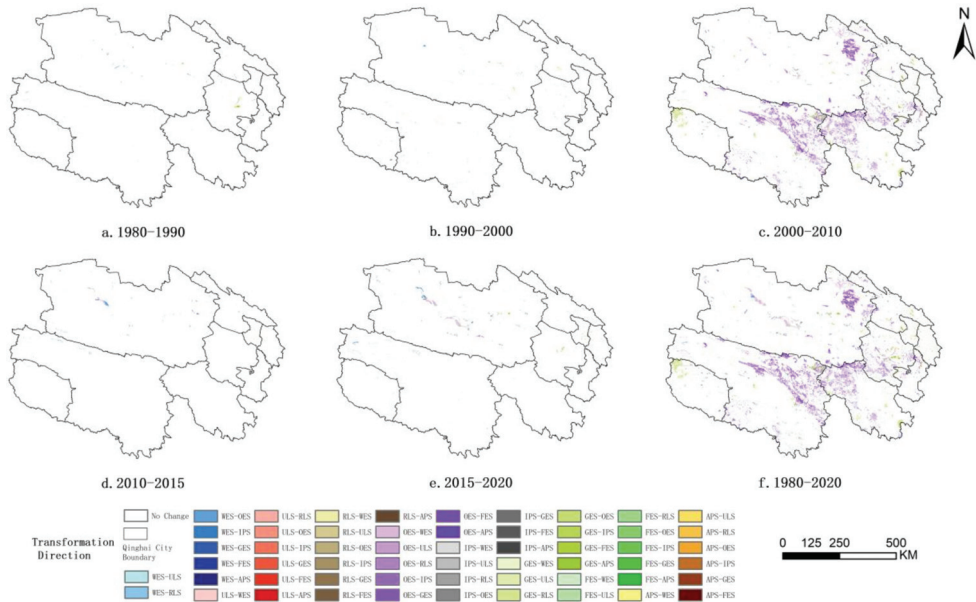 N
a. 1980-1990
b. 1990-2000
c. 2000-2010
d. 2010-2015
e. 2015-2020
f. 1980-2020
Transformation
Direction
No Change
Qinghai City
Boundary
WES-ULS
WES-RLS
WES-OES
WES-IPS
WES-GES
WES-FES
WES-APS
ULS-WES
ULS-RLS
ULS-OES
ULS-IPS
ULS-GES
ULS-FES
ULS-APS
RLS-WES
RLS-ULS
RLS-OES
RLS-IPS
RLS-GES
RLS-FES
RLS-APS
OES-WES
OES-ULS
OES-RLS
OES-IPS
OES-GES
OES-FES
OES-APS
IPS-WES
IPS-ULS
IPS-RLS
IPS-OES
IPS-GES
IPS-FES
IPS-APS
GES-WES
GES-ULS
GES-RLS
GES-OES
GES-IPS
GES-FES
GES-APS
FES-WES
FES-ULS
FES-RLS
FES-OES
FES-IPS
FES-GES
FES-APS
APS-WES
APS-ULS
APS-RLS
APS-OES
APS-IPS
APS-GES
APS-FES
0 125 250 500
KM